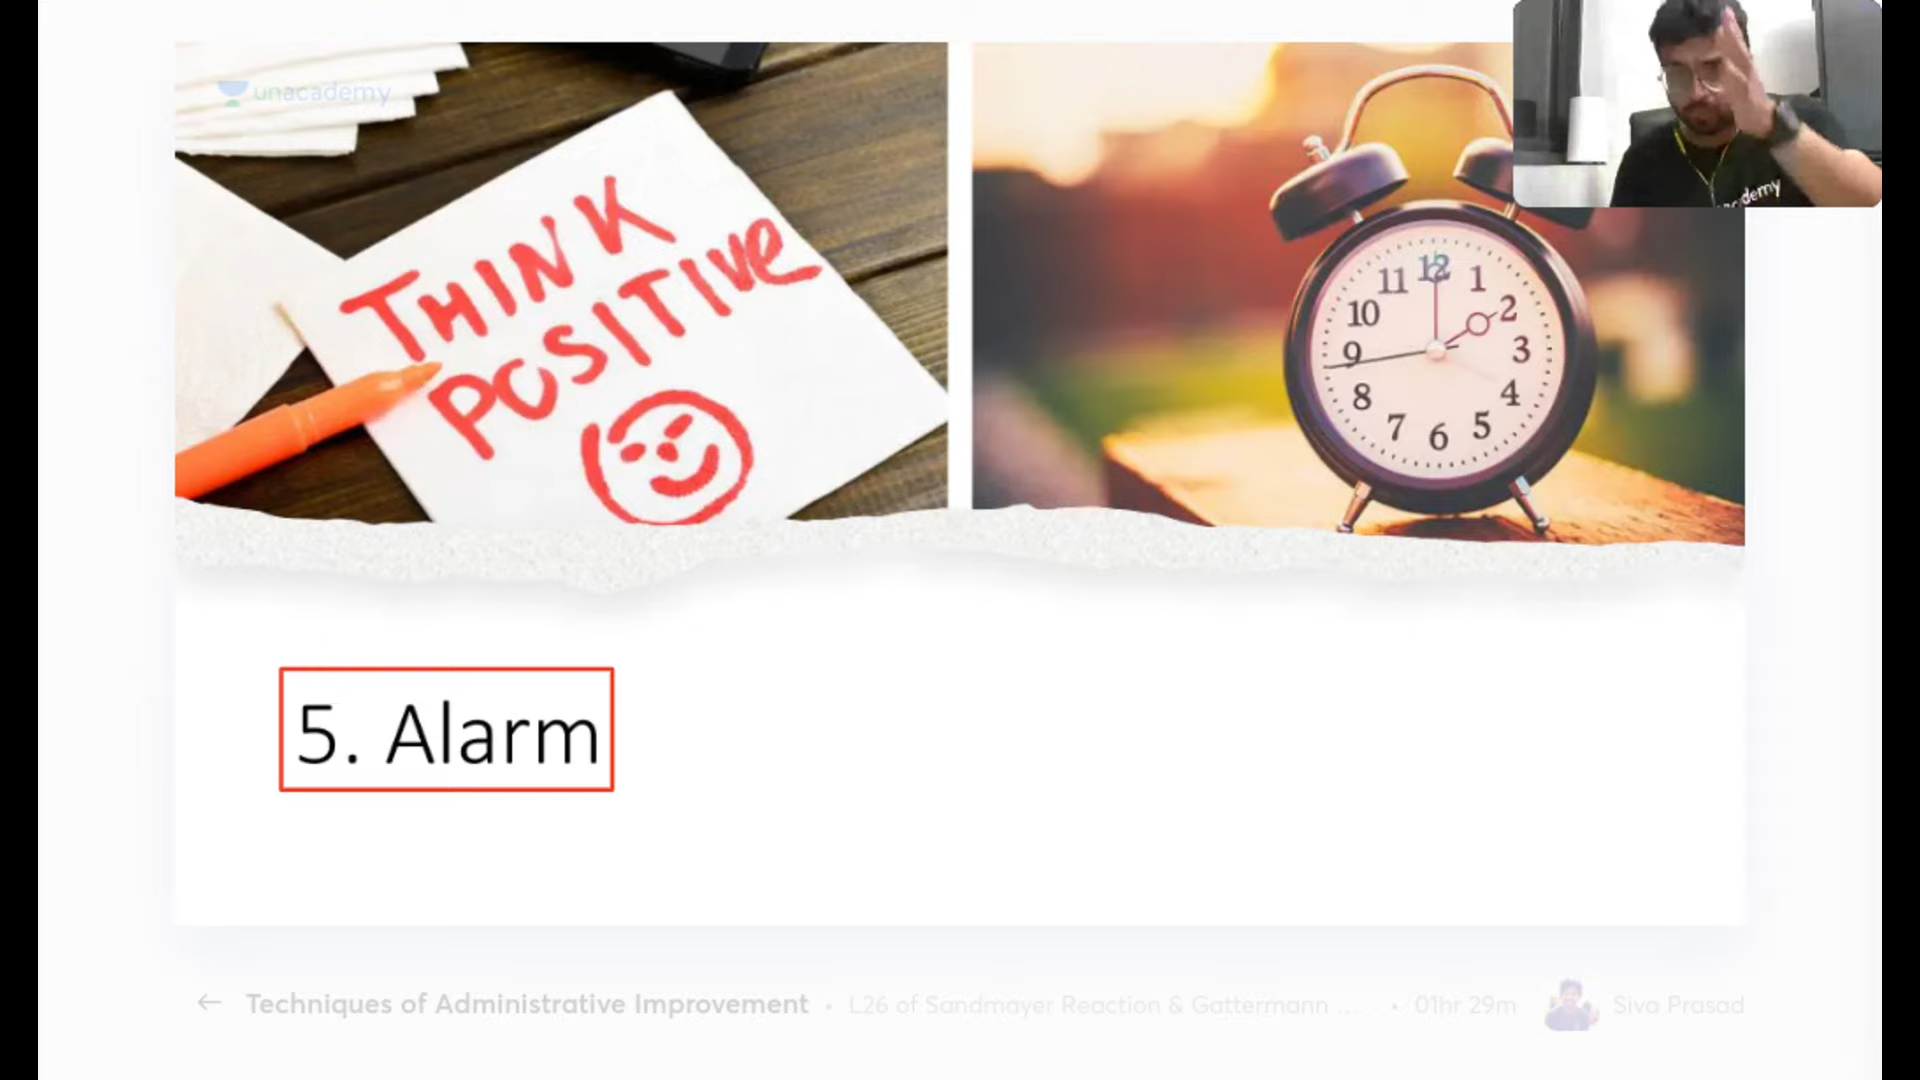 unacademy
THINK
POSITIVE
11 12 1
10 2
9 3
8 4
7 6 5
demy
5. Alarm
← Techniques of Administrative Improvement • L26 of Sandmayer Reaction & Gattermann .... • 01hr 29m Siva Prasad